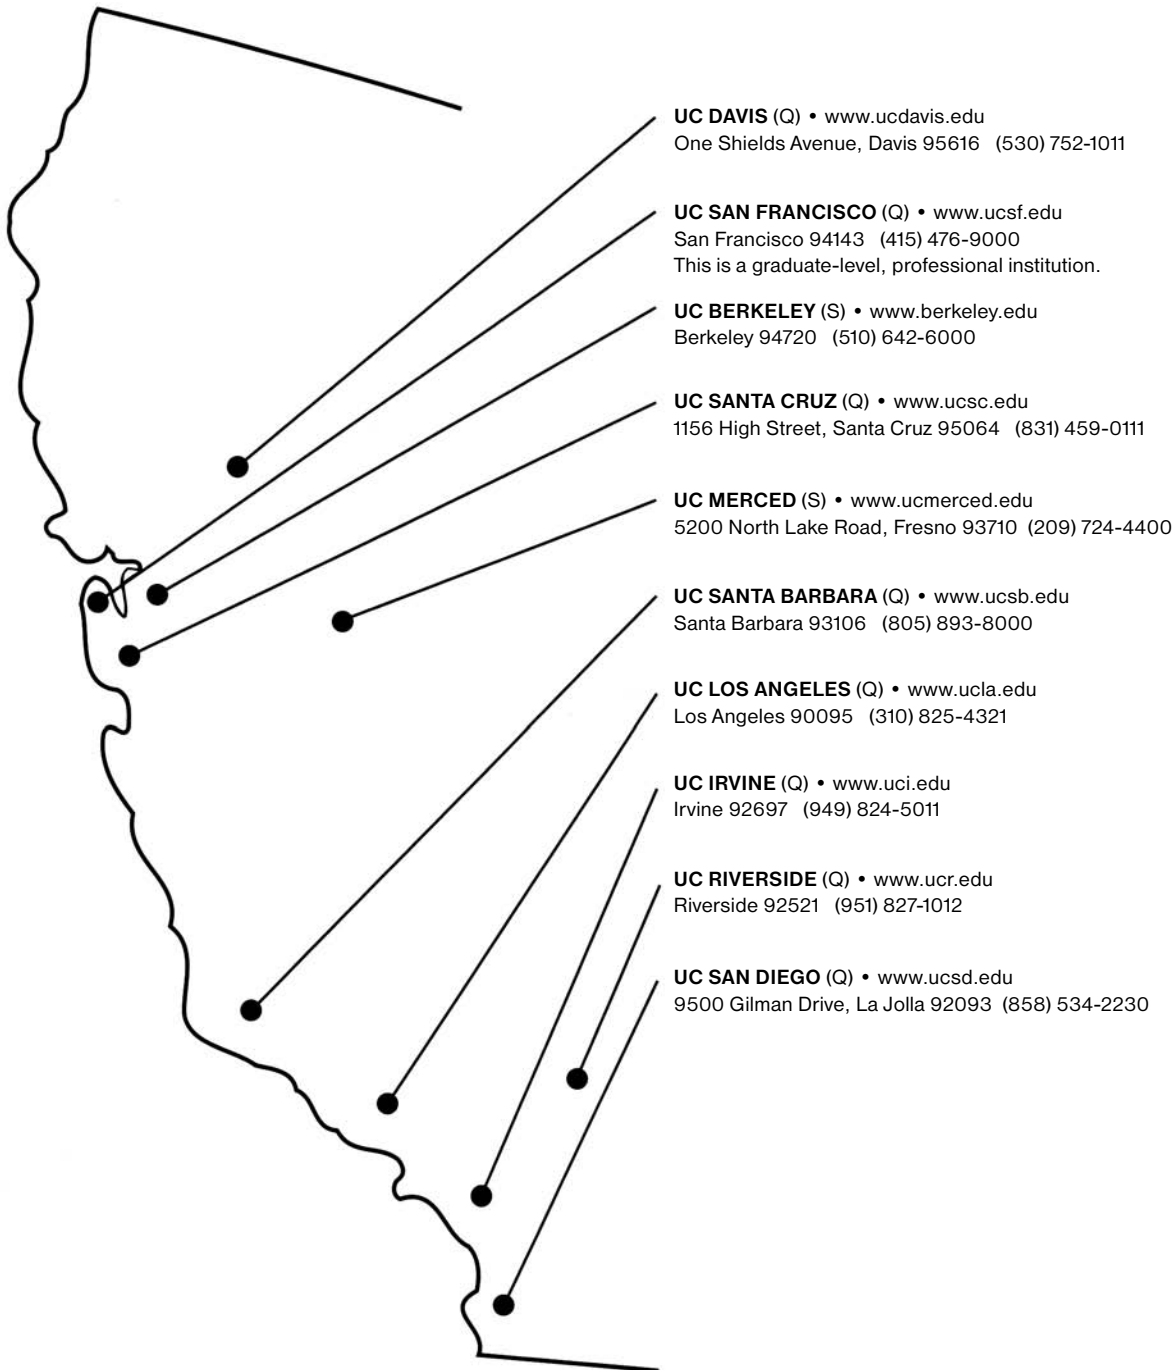 UC DAVIS (Q) • www.ucdavis.edu
One Shields Avenue, Davis 95616 (530) 752-1011
UC SAN FRANCISCO (Q) • www.ucsf.edu
San Francisco 94143 (415) 476-9000
This is a graduate-level, professional institution.
UC BERKELEY (S) • www.berkeley.edu
Berkeley 94720 (510) 642-6000
UC SANTA CRUZ (Q) • www.ucsc.edu
1156 High Street, Santa Cruz 95064 (831) 459-0111
UC MERCED (S) • www.ucmerced.edu
5200 North Lake Road, Fresno 93710 (209) 724-4400
UC SANTA BARBARA (Q) • www.ucsb.edu
Santa Barbara 93106 (805) 893-8000
UC LOS ANGELES (Q) • www.ucla.edu
Los Angeles 90095 (310) 825-4321
UC IRVINE (Q) • www.uci.edu
Irvine 92697 (949) 824-5011
UC RIVERSIDE (Q) • www.ucr.edu
Riverside 92521 (951) 827-1012
UC SAN DIEGO (Q) • www.ucsd.edu
9500 Gilman Drive, La Jolla 92093 (858) 534-2230